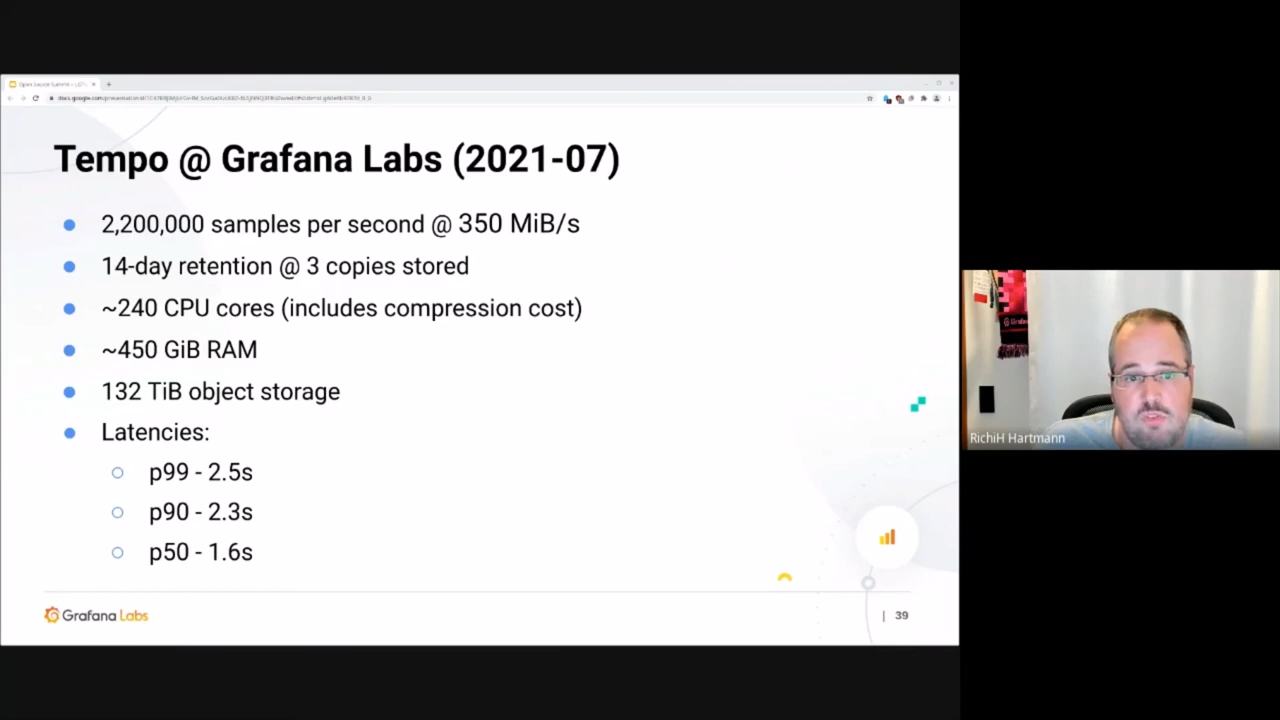 Tempo @ Grafana Labs (2021-07)
2,200,000 samples per second @ 350 MiB/s
14-day retention @ 3 copies stored
~240 CPU cores (includes compression cost)
~450 GiB RAM
132 TiB object storage
Latencies:
p99 - 2.5s
p90 - 2.3s
p50 - 1.6s
Grafana Labs
| 39
RichiH Hartmann